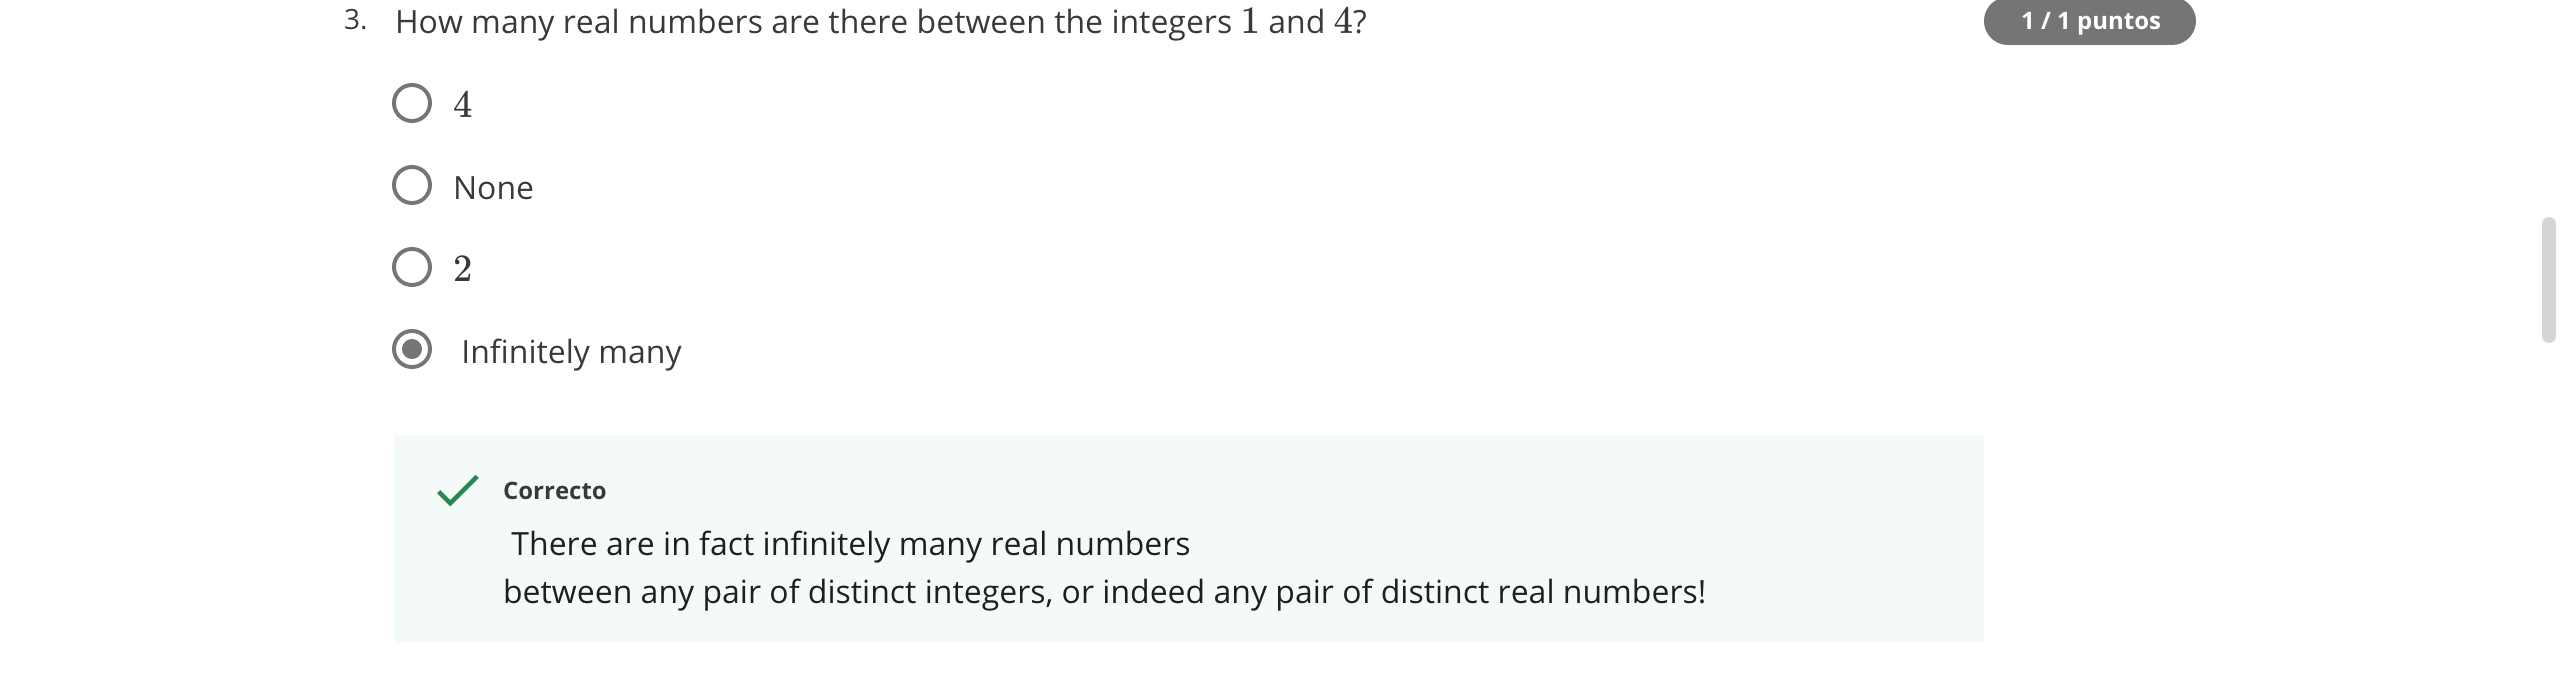 3. How many real numbers are there between the integers 1 and 4?
1 / 1 puntos
4
None
2
Infinitely many
Correcto
There are in fact infinitely many real numbers
between any pair of distinct integers, or indeed any pair of distinct real numbers!